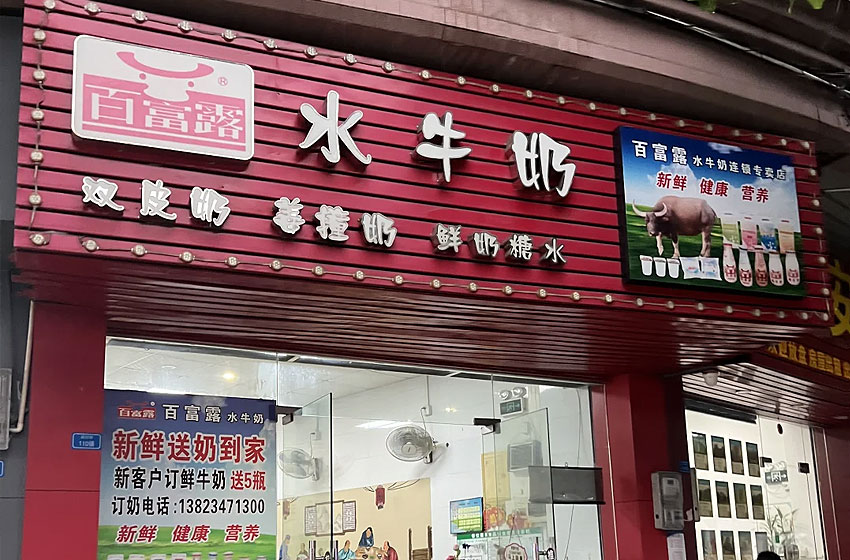 百富露®
水牛奶
双皮奶 姜撞奶 鲜奶糖水
百富露 水牛奶连锁专卖店
新鲜 健康 营养
百富露 百富露 水牛奶
新鲜送奶到家
新客户订鲜牛奶 送5瓶
订奶电话:13823471300
新鲜 健康 营养